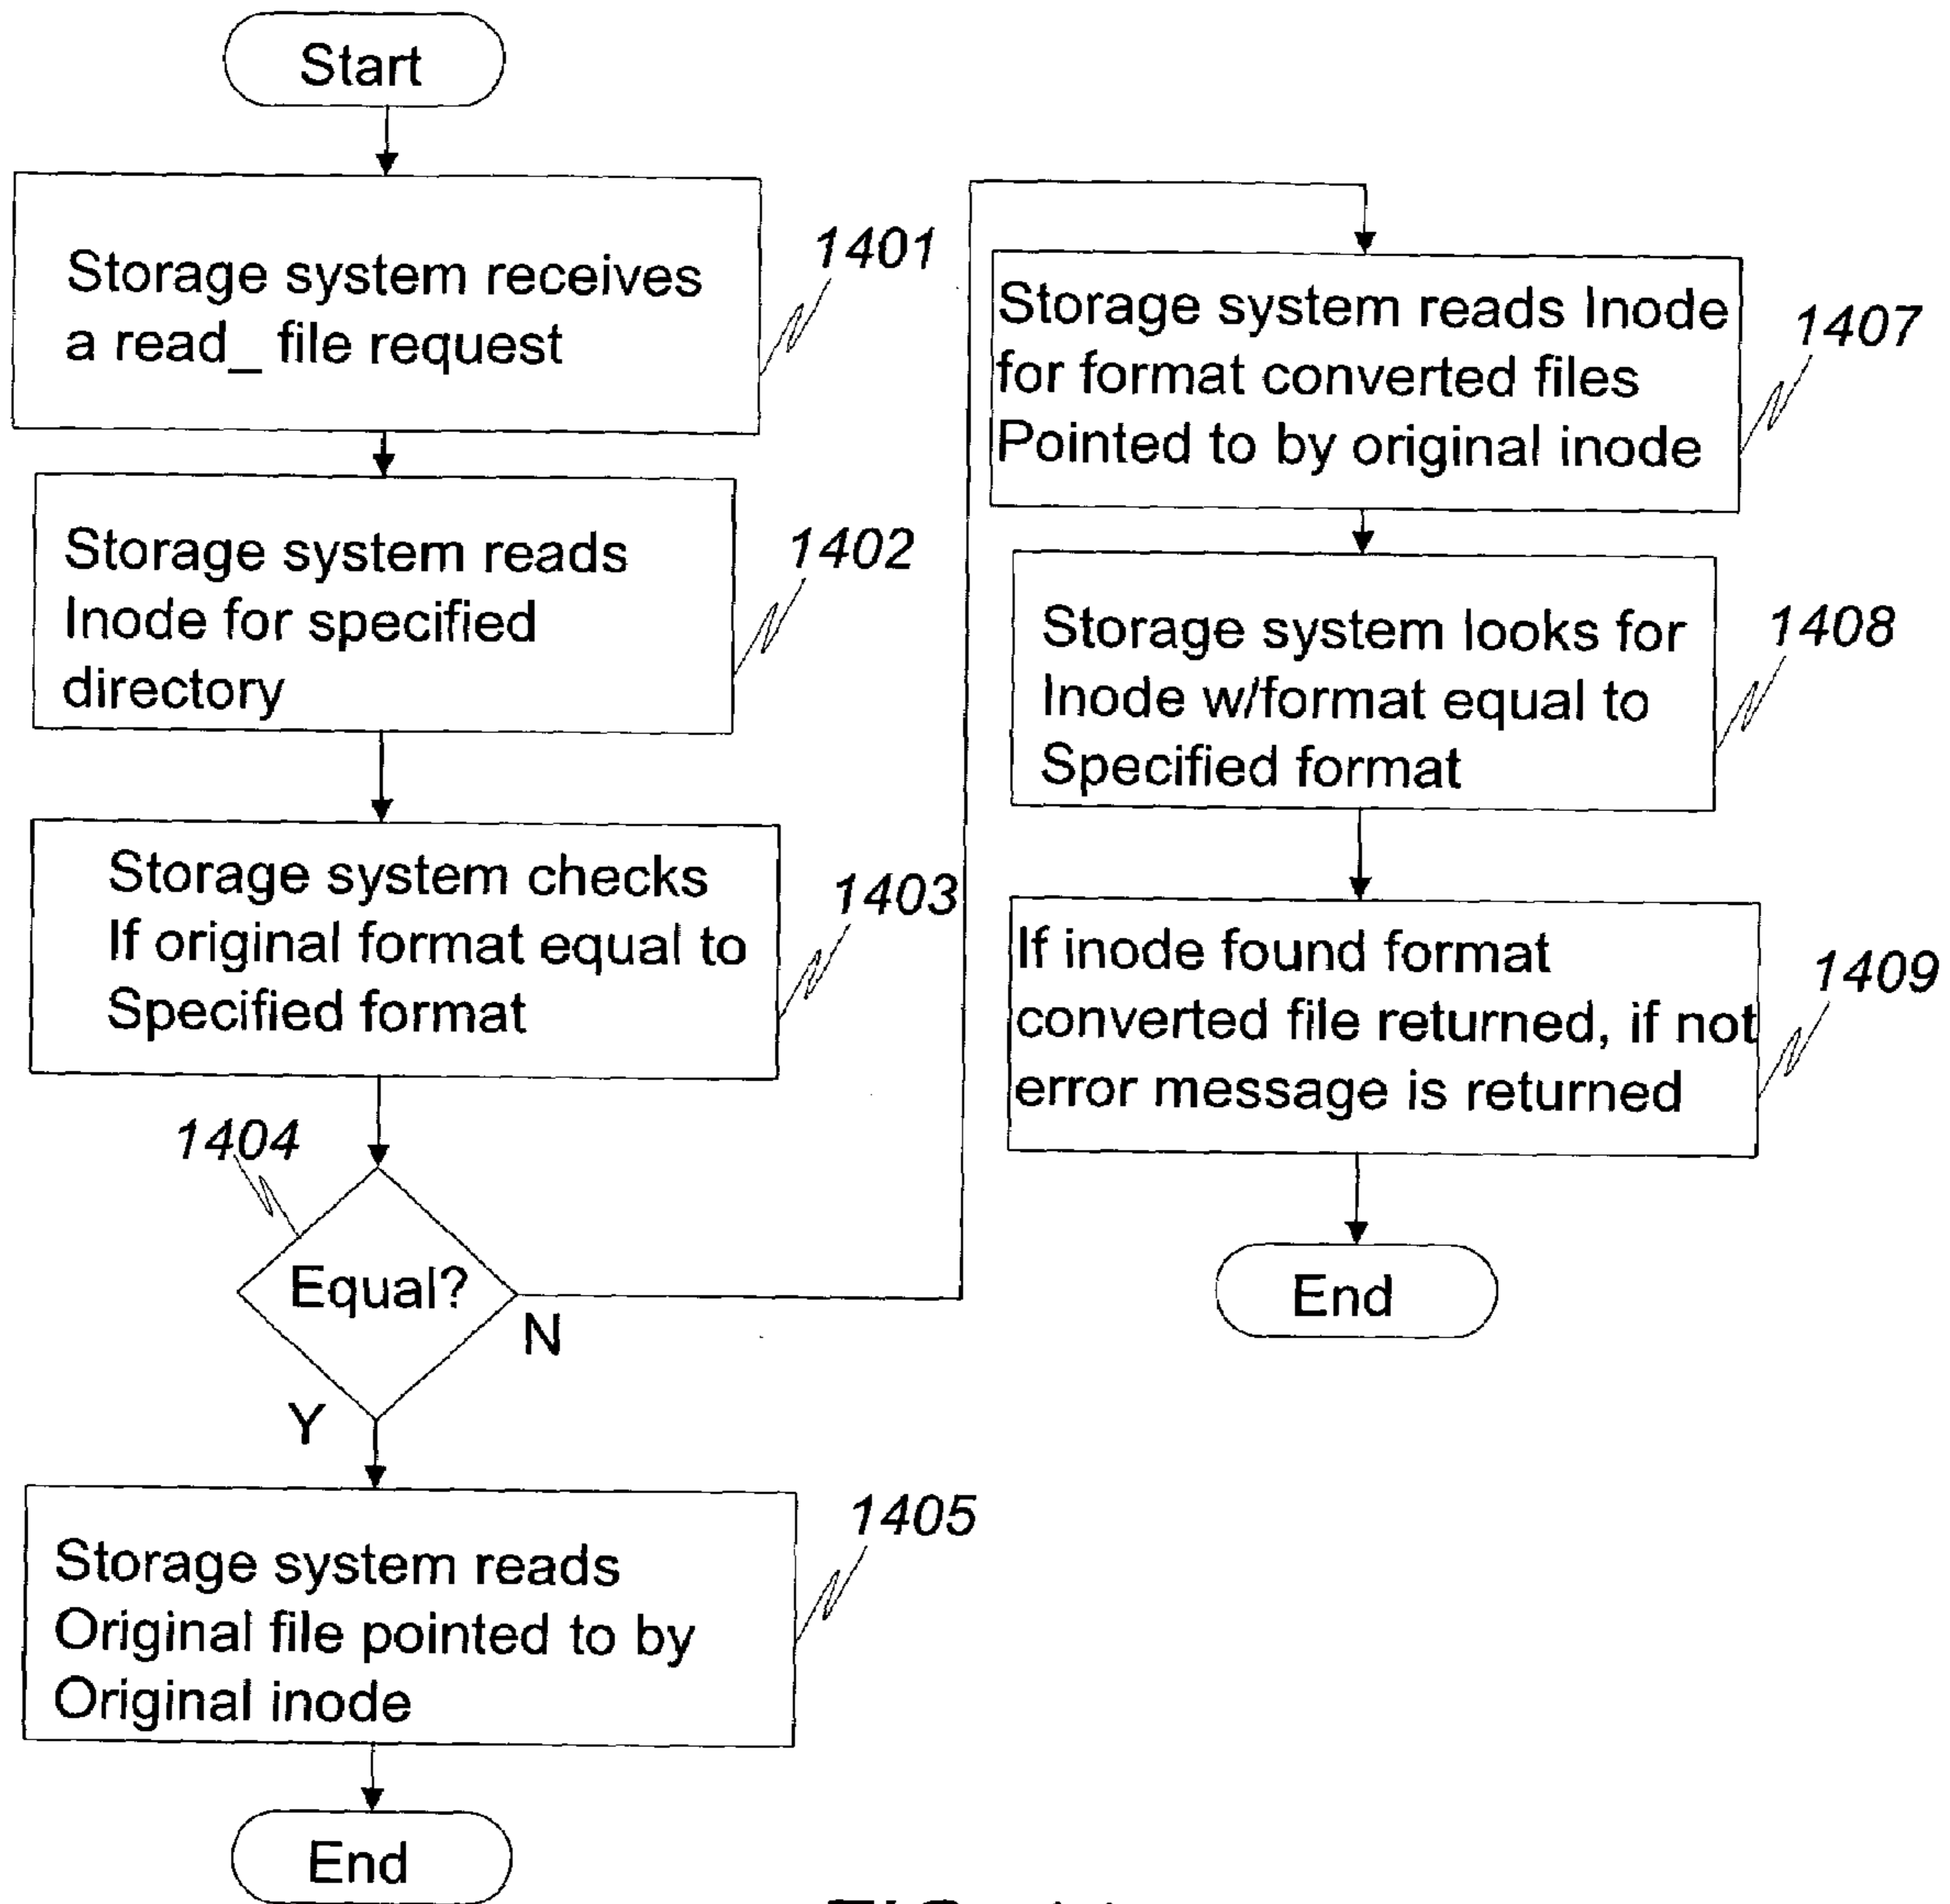 Start
Storage system receives
a read_ file request
1401
Storage system reads
Inode for specified
directory
1402
Storage system checks
If original format equal to
Specified format
1403
1404
Equal?
N
Y
Storage system reads
Original file pointed to by
Original inode
1405
End
Storage system reads Inode
for format converted files
Pointed to by original inode
1407
Storage system looks for
Inode w/format equal to
Specified format
1408
If inode found format
converted file returned, if not
error message is returned
1409
End